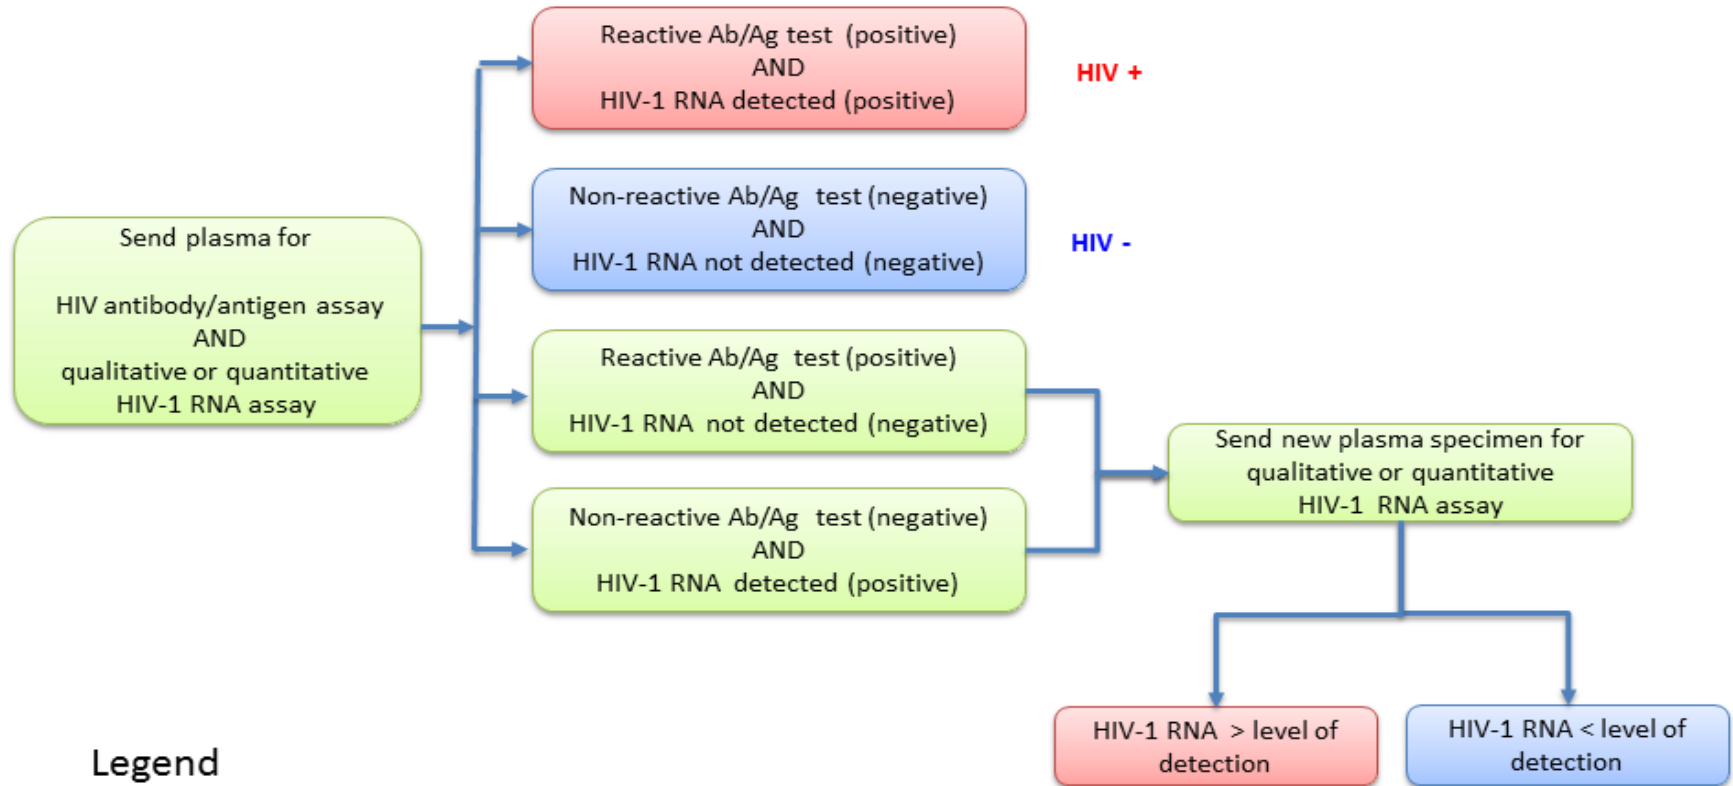 Send plasma for
HIV antibody/antigen assay
AND
qualitative or quantitative
HIV-1 RNA assay
Reactive Ab/Ag test (positive)
AND
HIV-1 RNA detected (positive)
HIV +
Non-reactive Ab/Ag test (negative)
AND
HIV-1 RNA not detected (negative)
HIV -
Reactive Ab/Ag test (positive)
AND
HIV-1 RNA not detected (negative)
Non-reactive Ab/Ag test (negative)
AND
HIV-1 RNA detected (positive)
Send new plasma specimen for
qualitative or quantitative
HIV-1 RNA assay
HIV-1 RNA > level of
detection
HIV-1 RNA < level of
detection
Legend